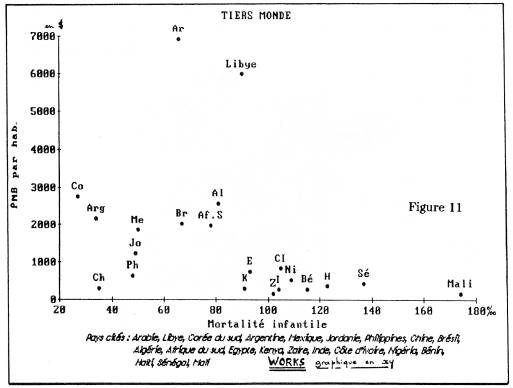 TIERS MONDE
en $
7000
6000
5000
4000
3000
2000
1000
0
PNB par hab.
Ar
Libye
Co
Arg
Me
Jo
Ph
Ch
Br
Af.S
Al
Figure 11
E
K
CI
ZI
Ni
Bé
H
Sé
Mali
20 40 60 80 100 120 140 160 180‰
Mortalité infantile
Pays cités : Arabie, Libye, Corée du sud, Argentine, Mexique, Jordanie, Philippines, Chine, Brésil,
Algérie, Afrique du sud, Egypte, Kenya, Zaïre, Inde, Côte d'ivoire, Nigéria, Bénin,
Haïti, Sénégal, Mali
WORKS graphique en xy